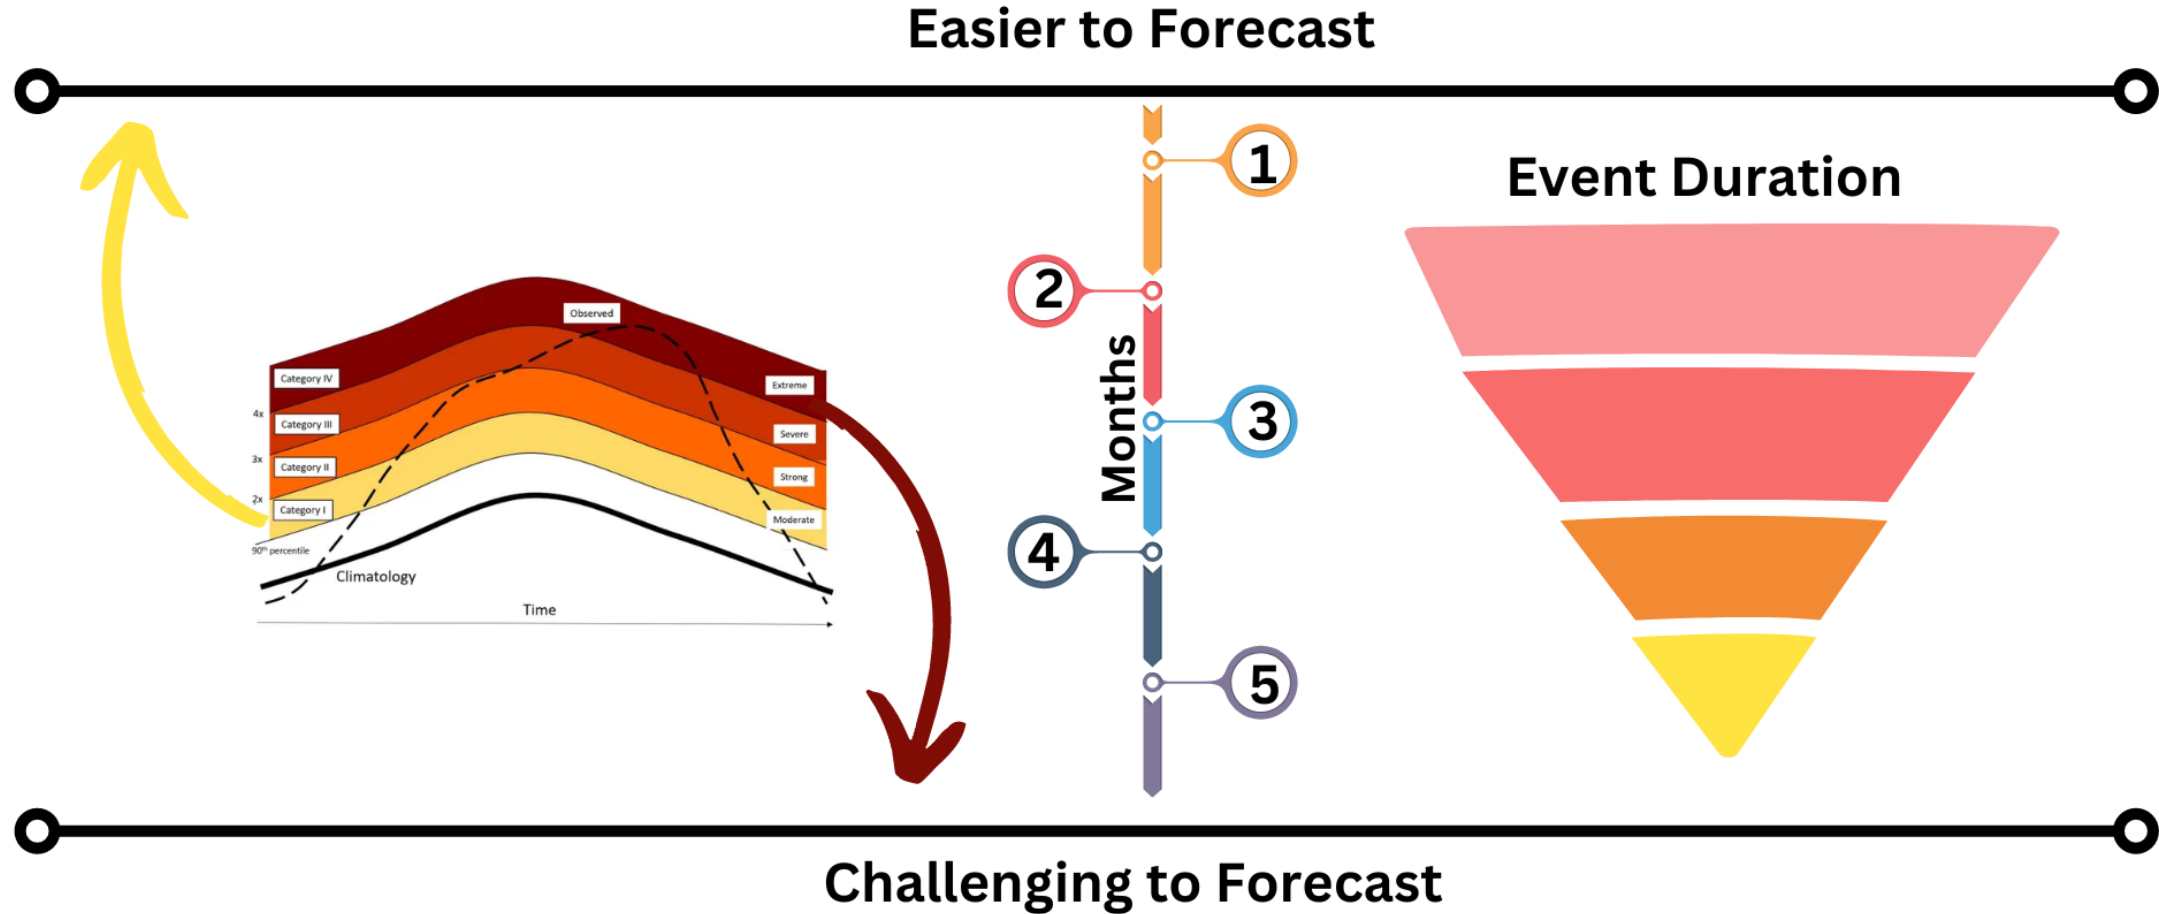 Easier to Forecast
1
Event Duration
2
Observed
Months
Category IV
Extreme
4x
Category III
3
Severe
3x
Category II
Strong
2x
Category I
Moderate
90th percentile
4
Climatology
Time
5
Challenging to Forecast